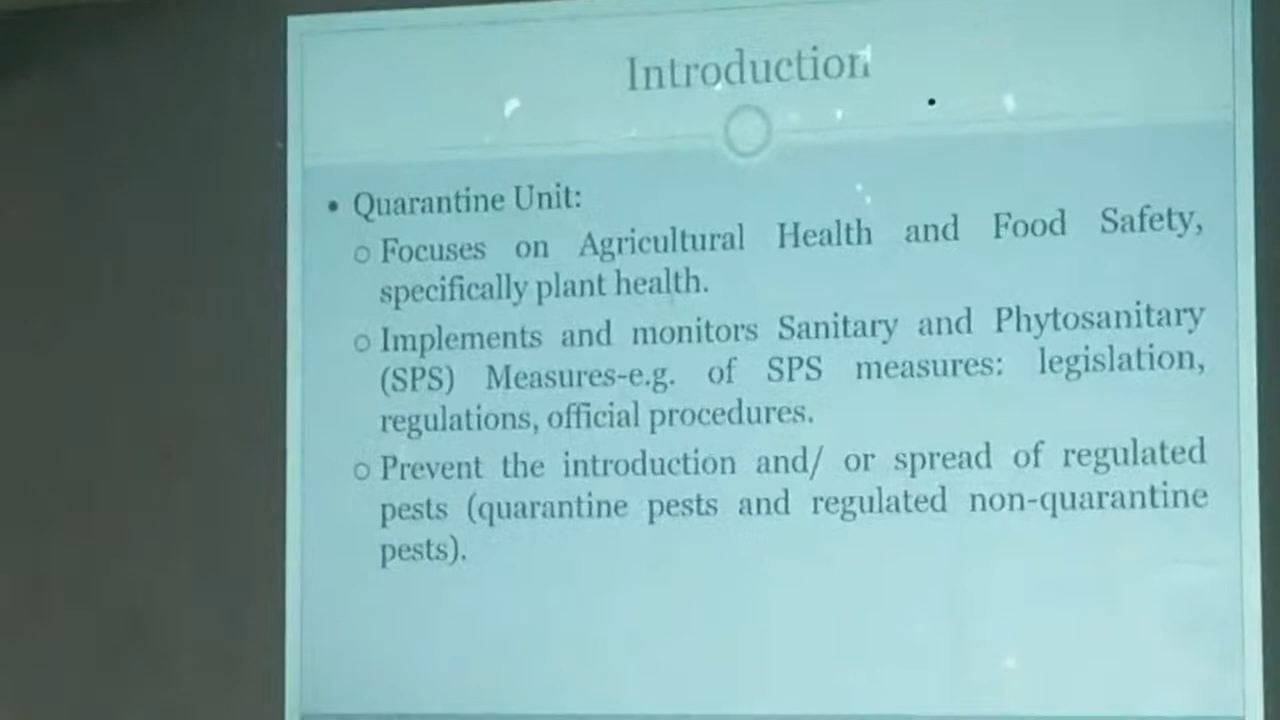 Introduction
• Quarantine Unit:
o Focuses on Agricultural Health and Food Safety,
specifically plant health.
o Implements and monitors Sanitary and Phytosanitary
(SPS) Measures-e.g. of SPS measures: legislation,
regulations, official procedures.
o Prevent the introduction and/ or spread of regulated
pests (quarantine pests and regulated non-quarantine
pests).